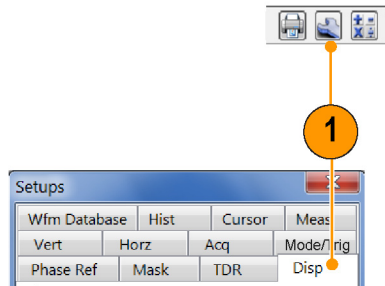 1
Setups
Wfm Database Hist Cursor Meas
Vert Horz Acq Mode/Trig
Phase Ref Mask TDR Disp